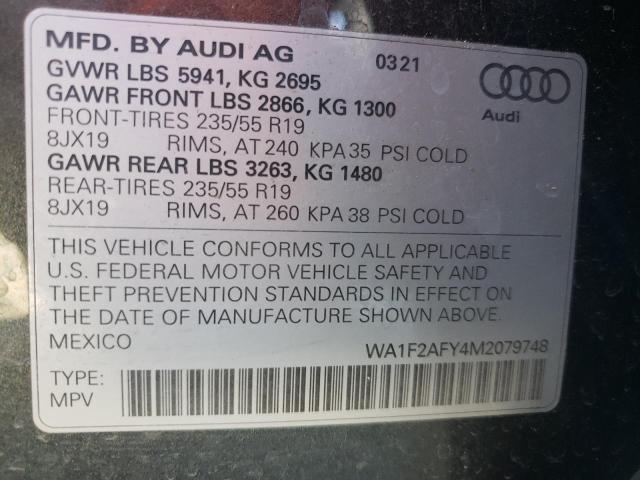 MFD. BY AUDI AG 0321
GVWR LBS 5941, KG 2695
GAWR FRONT LBS 2866, KG 1300
FRONT-TIRES 235/55 R19
8JX19 RIMS, AT 240 KPA 35 PSI COLD
GAWR REAR LBS 3263, KG 1480
REAR-TIRES 235/55 R19
8JX19 RIMS, AT 260 KPA 38 PSI COLD
Audi
THIS VEHICLE CONFORMS TO ALL APPLICABLE
U.S. FEDERAL MOTOR VEHICLE SAFETY AND
THEFT PREVENTION STANDARDS IN EFFECT ON
THE DATE OF MANUFACTURE SHOWN ABOVE.
MEXICO WA1F2AFY4M2079748
TYPE:
MPV